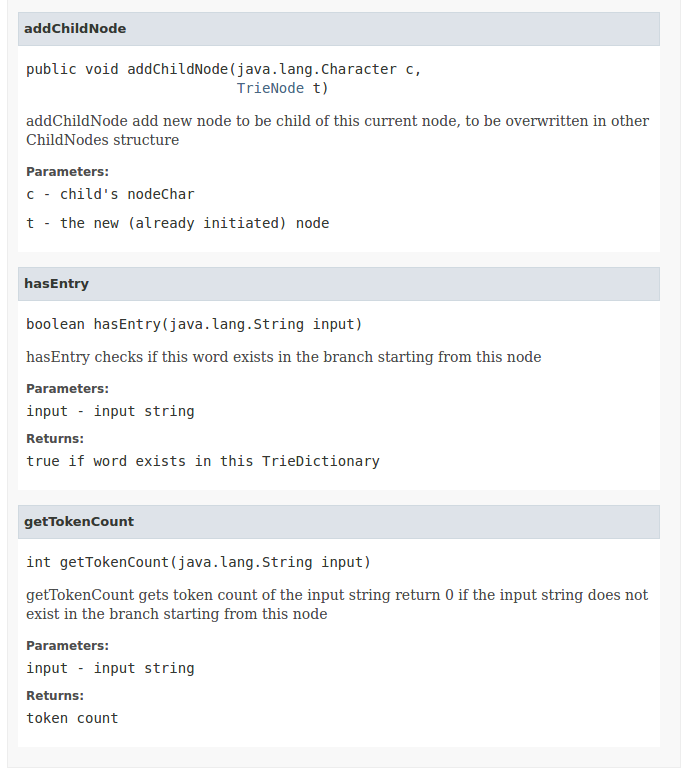 addChildNode
public void addChildNode(java.lang.Character c,
TrieNode t)
addChildNode add new node to be child of this current node, to be overwritten in other
ChildNodes structure
Parameters:
c - child's nodeChar
t - the new (already initiated) node
hasEntry
boolean hasEntry(java.lang.String input)
hasEntry checks if this word exists in the branch starting from this node
Parameters:
input - input string
Returns:
true if word exists in this TrieDictionary
getTokenCount
int getTokenCount(java.lang.String input)
getTokenCount gets token count of the input string return 0 if the input string does not
exist in the branch starting from this node
Parameters:
input - input string
Returns:
token count